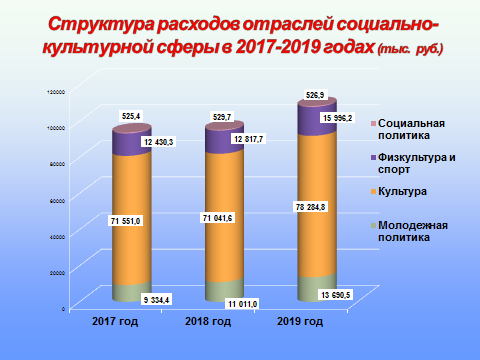 Структура расходов отраслей социально-
культурной сферы в 2017-2019 годах (тыс. руб.)
120000
100000
80000
60000
40000
20000
0
525,4
529,7
526,9
12 430,3
12 817,7
15 996,2
71 551,0
71 041,6
78 284,8
9 334,4
11 011,0
13 690,5
2017 год
2018 год
2019 год
Социальная
политика
Физкультура и
спорт
Культура
Молодежная
политика